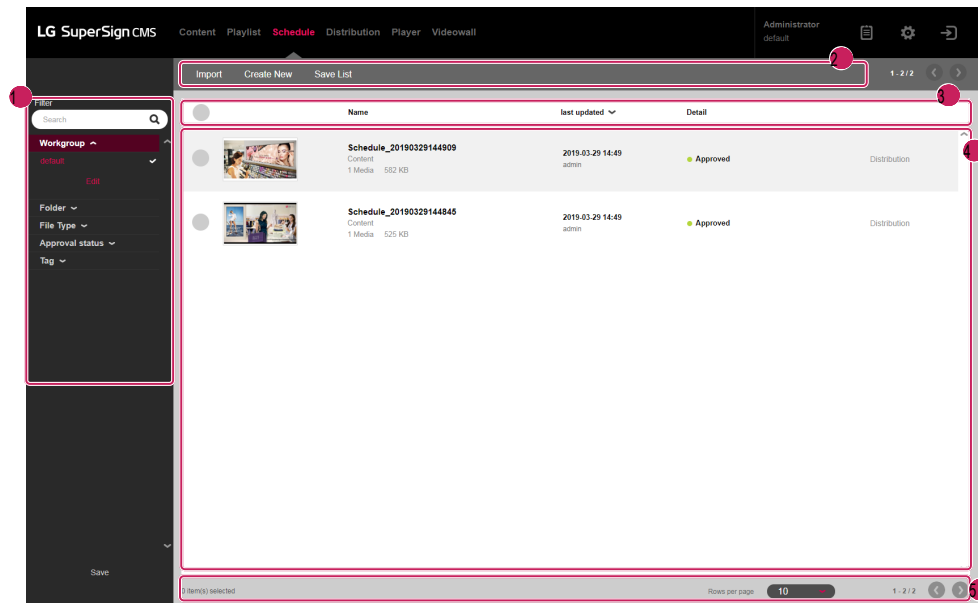 LG SuperSign CMS
Content Playlist Schedule Distribution Player Videowall
Administrator
default
2
Import Create New Save List
1 - 2 / 2
1
Filter
Search
3
Name last updated Detail
Workgroup
default
Edit
Folder
File Type
Approval status
Tag
4
Schedule_20190329144909
Content
1 Media 582 KB
2019-03-29 14:49
admin
Approved
Distribution
Schedule_20190329144845
Content
1 Media 525 KB
2019-03-29 14:49
admin
Approved
Distribution
Save
0 item(s) selected
Rows per page 10
1 - 2 / 2
5